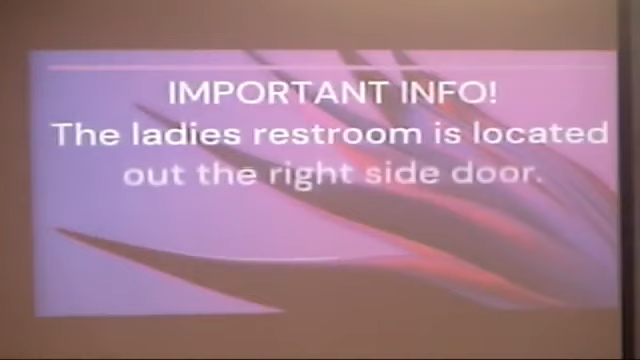 IMPORTANT INFO!
The ladies restroom is located
out the right side door.